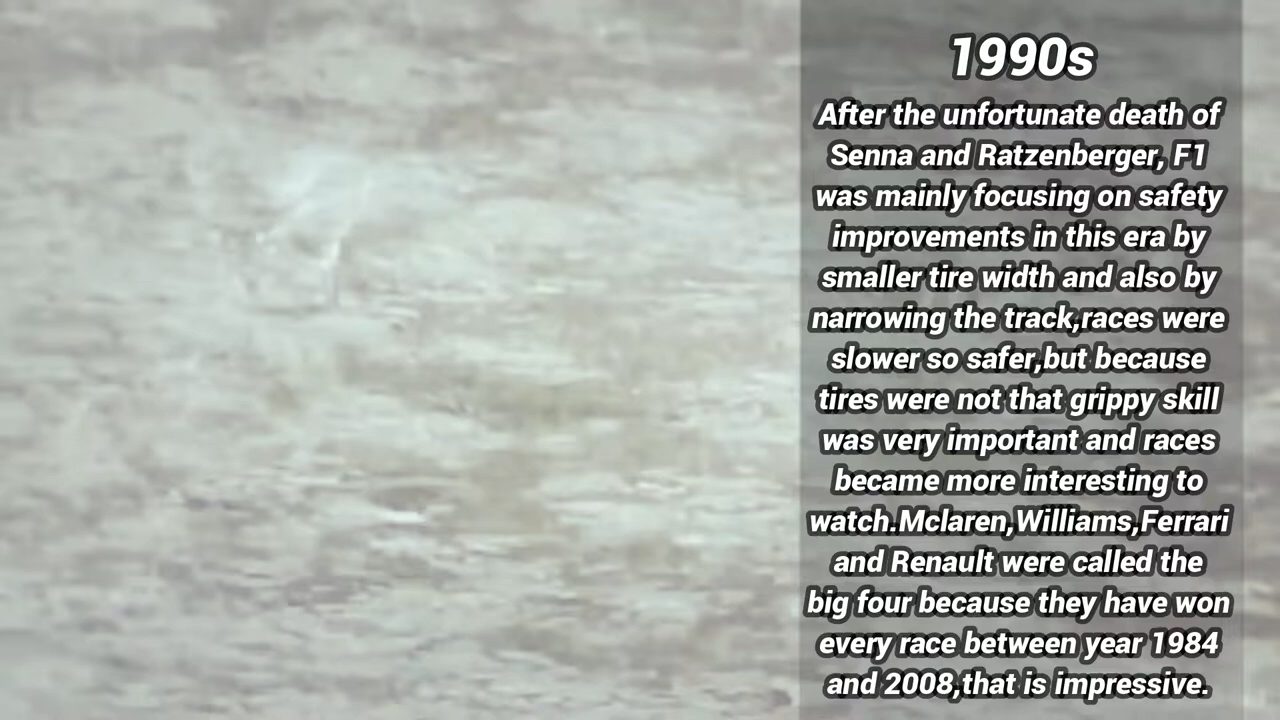 1990s
After the unfortunate death of
Senna and Ratzenberger, F1
was mainly focusing on safety
improvements in this era by
smaller tire width and also by
narrowing the track,races were
slower so safer,but because
tires were not that grippy skill
was very important and races
became more interesting to
watch.Mclaren,Williams,Ferrari
and Renault were called the
big four because they have won
every race between year 1984
and 2008,that is impressive.